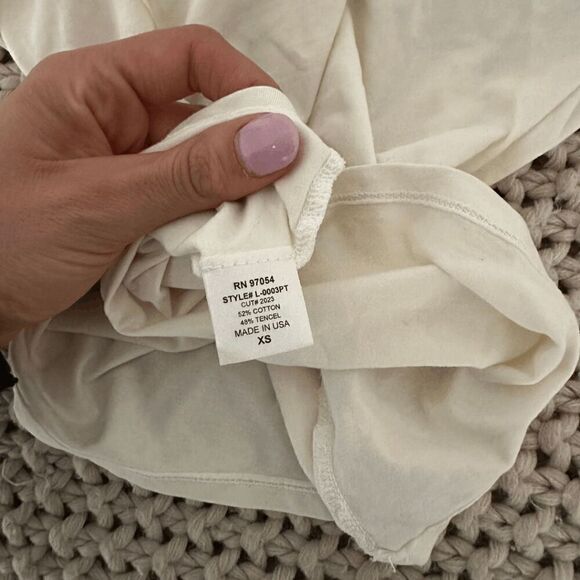 RN 97054
STYLE# L-0003PT
CUT# 2023
52% COTTON
48% TENCEL
MADE IN USA
XS